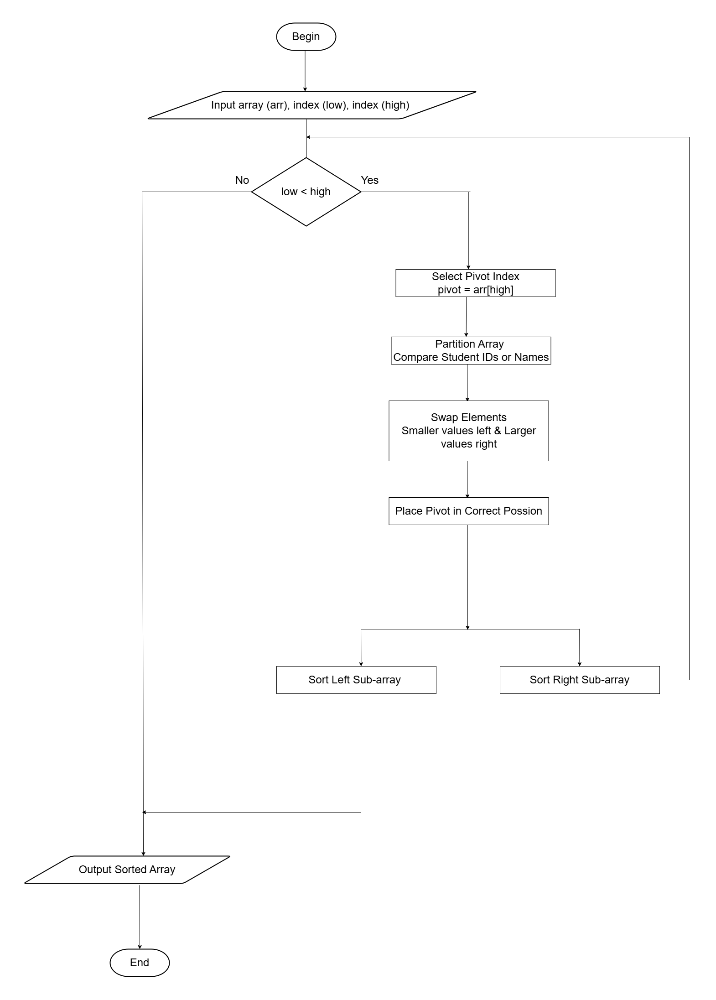 Begin
Input array (arr), index (low), index (high)
No
Yes
low < high
Select Pivot Index
pivot = arr[high]
Partition Array
Compare Student IDs or Names
Swap Elements
Smaller values left & Larger
values right
Place Pivot in Correct Possion
Sort Left Sub-array
Sort Right Sub-array
Output Sorted Array
End